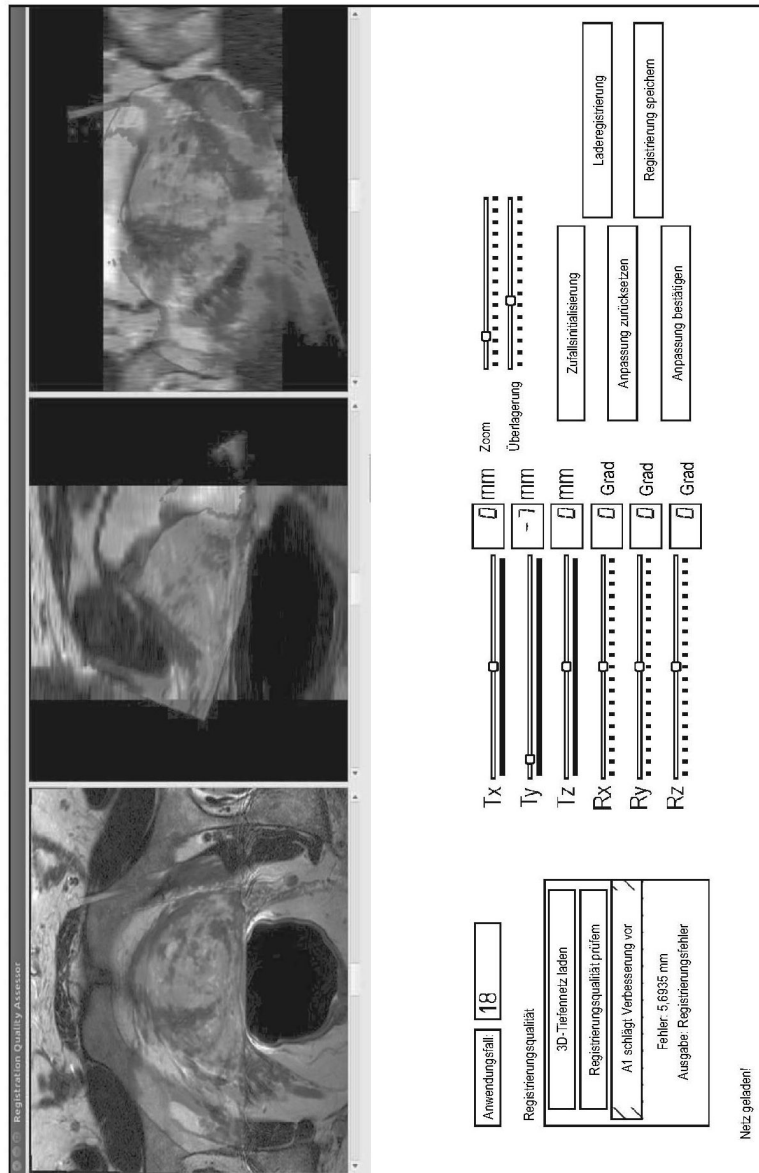 Registration Quality Assessor
Anwendungsfall: 18
Registrierungsqualität
3D-Tiefennetz laden
Registrierungsqualität prüfem
A1 schlägt Verbesserung vor
Fehler: 5,6935 mm
Ausgabe: Registrierungsfehler
Netz geladen!
Tx 0 mm
Ty -7 mm
Tz 0 mm
Rx 0 Grad
Ry 0 Grad
Rz 0 Grad
Zoom
Überlagerung
Zufallsinitialisierung
Laderegistrierung
Anpassung zurücksetzen
Registrierung speichern
Anpassung bestätigen